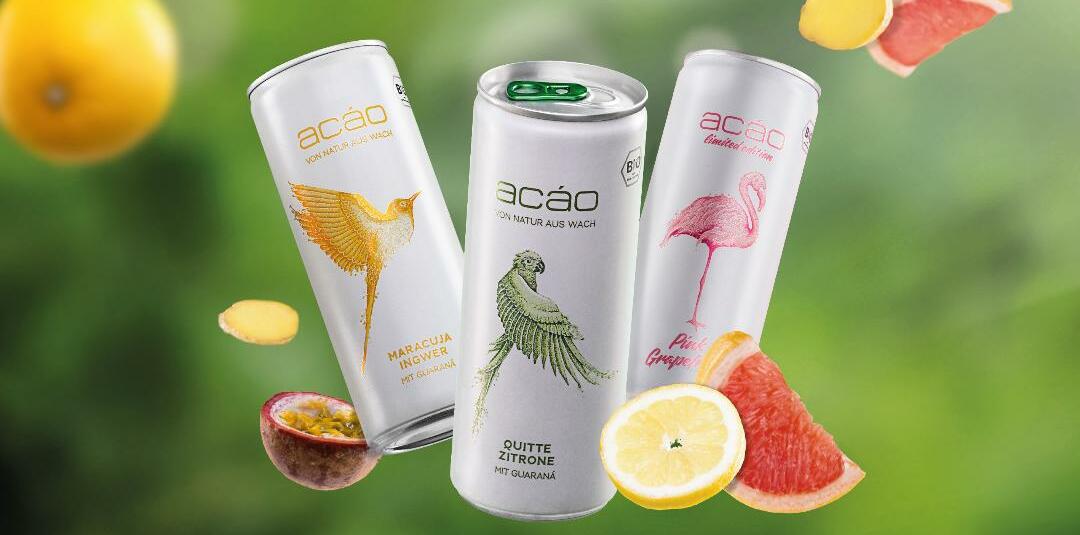 acáo
VON NATUR AUS WACH
MARACUJA
INGWER
MIT GUARANÁ
acáo
VON NATUR AUS WACH
BIO
QUITTE
ZITRONE
MIT GUARANÁ
acáo
limited edition
Pink